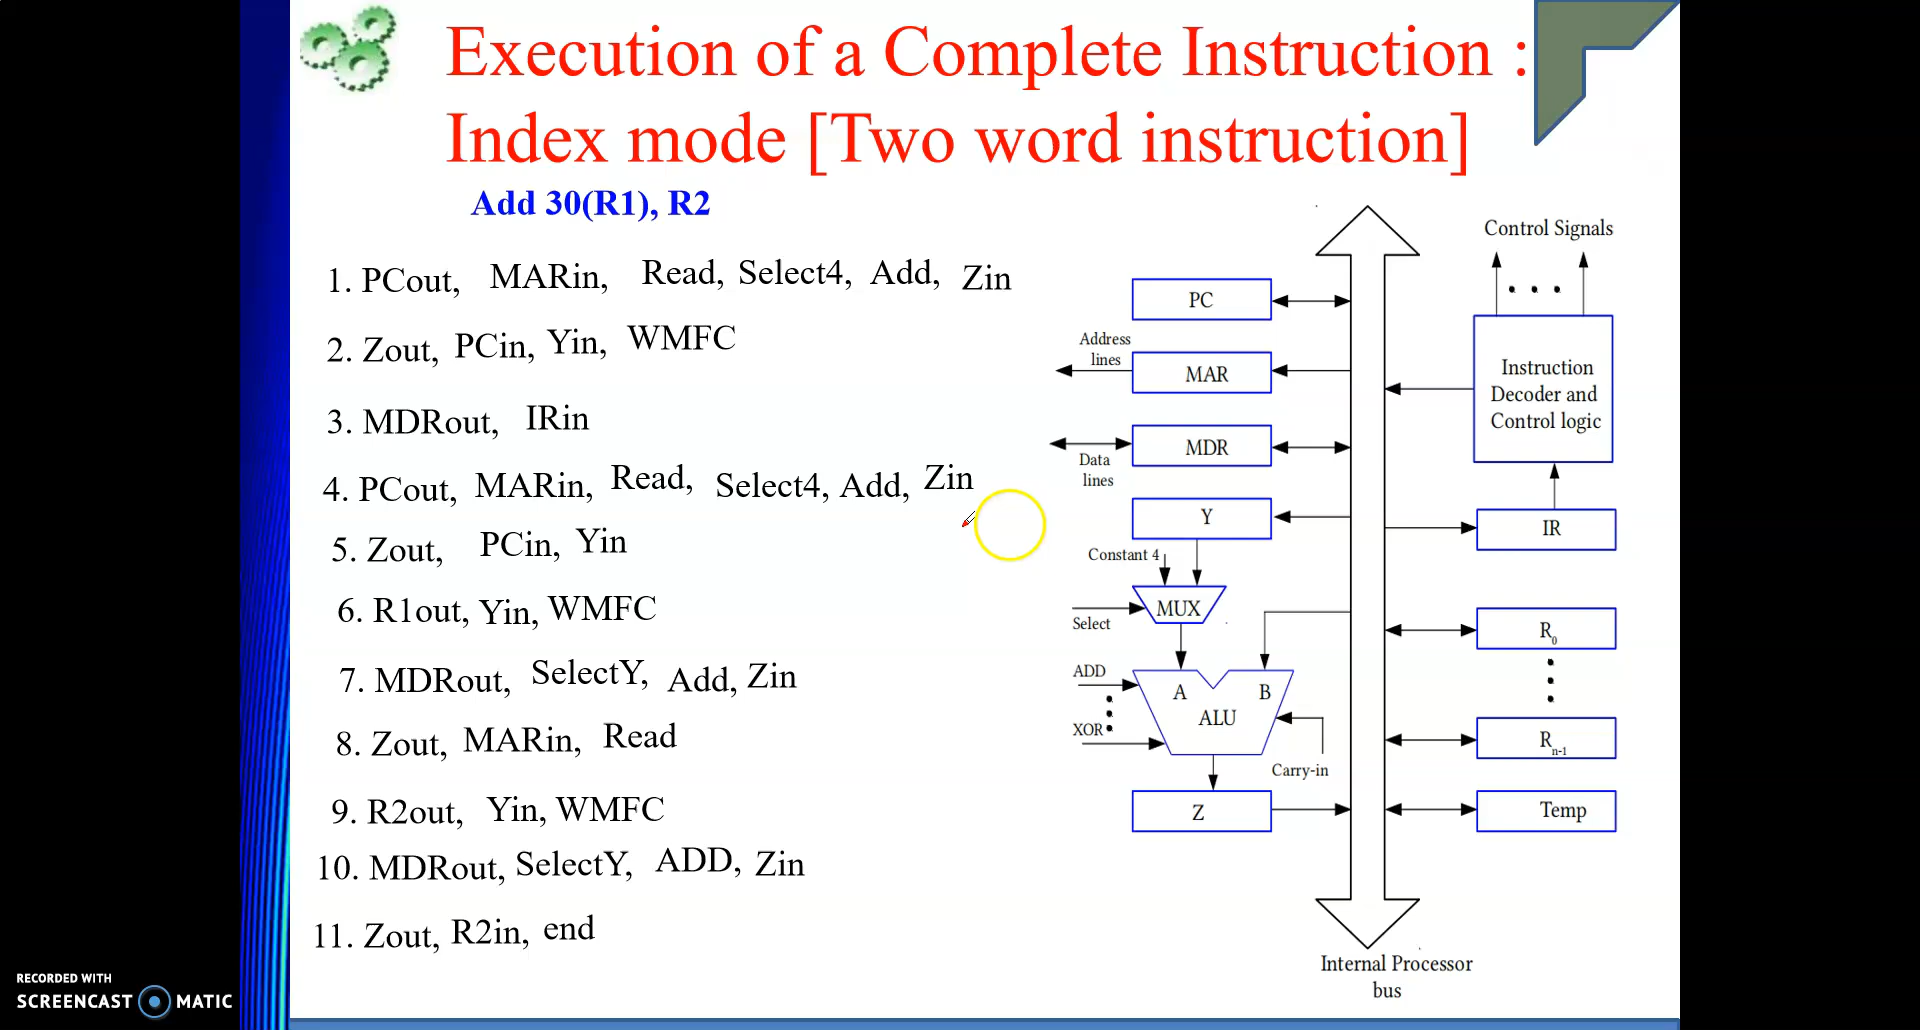 Execution of a Complete Instruction :
Index mode [Two word instruction]
Add 30(R1), R2
1. PCout, MARin, Read, Select4, Add, Zin
2. Zout, PCin, Yin, WMFC
3. MDRout, IRin
4. PCout, MARin, Read, Select4, Add, Zin
5. Zout, PCin, Yin
6. R1out, Yin, WMFC
7. MDRout, SelectY, Add, Zin
8. Zout, MARin, Read
9. R2out, Yin, WMFC
10. MDRout, SelectY, ADD, Zin
11. Zout, R2in, end
Control Signals
PC
Address
lines
MAR
Instruction
Decoder and
Control logic
MDR
Data
lines
Y
IR
Constant 4
MUX
Select
R0
ADD
A B
ALU
XOR
Rn-1
Carry-in
Z
Temp
Internal Processor
bus
RECORDED WITH
SCREENCAST MATIC